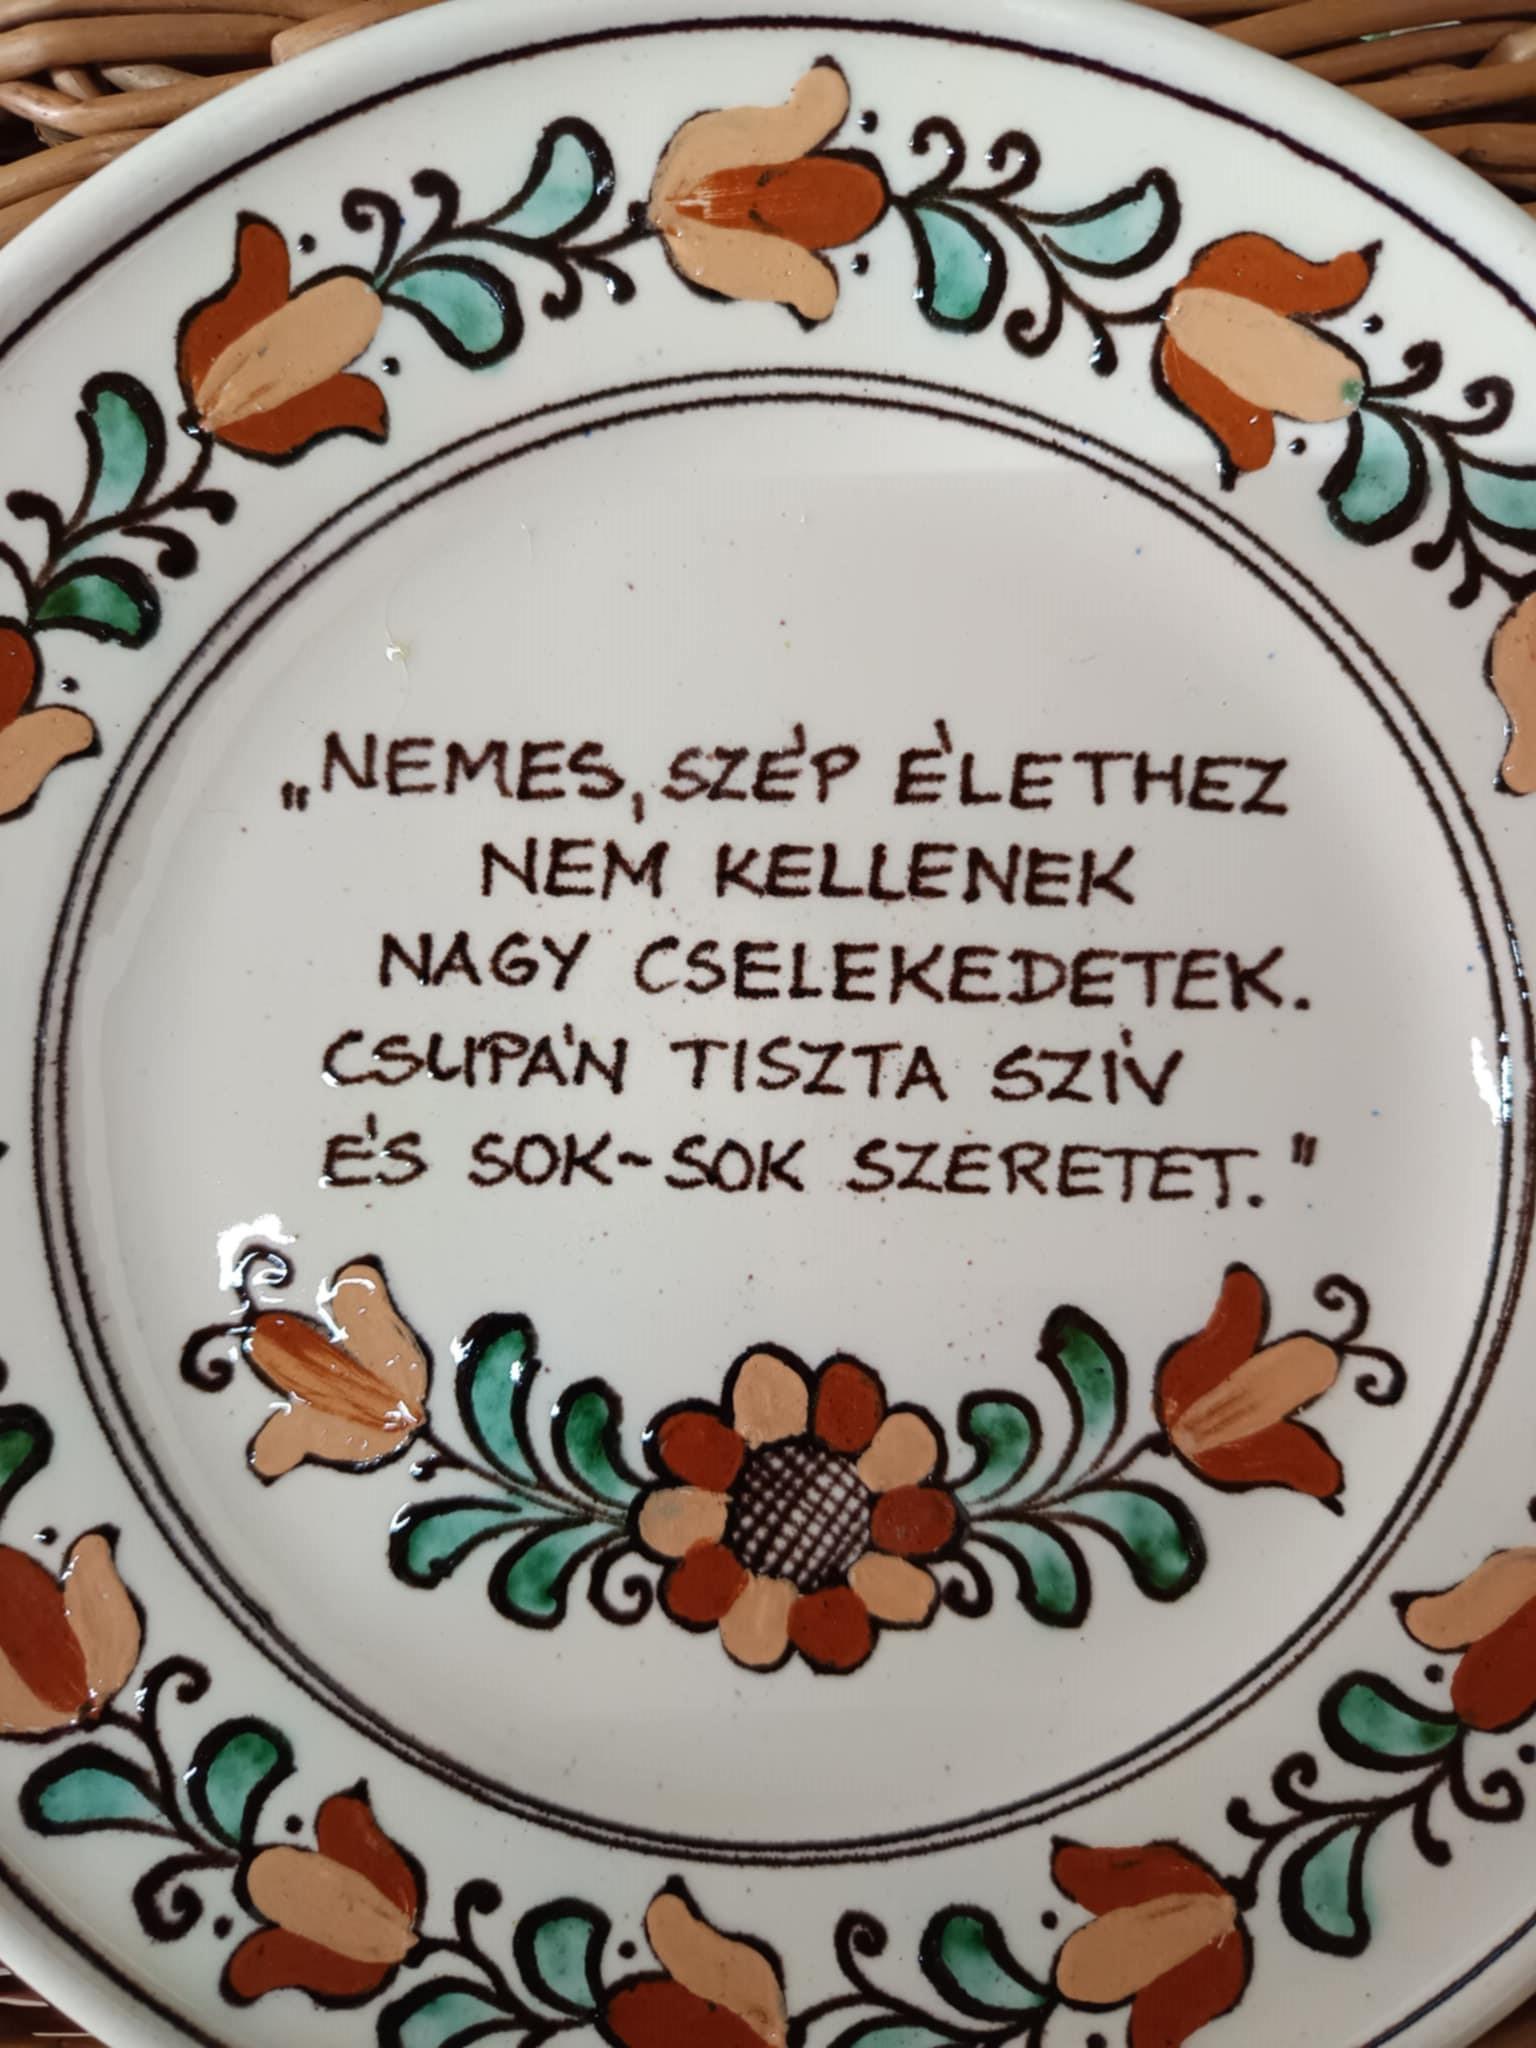 „NEMES, SZÉP ÉLETHEZ
NEM KELLENEK
NAGY CSELEKEDETEK.
CSUPÁN TISZTA SZÍV
ÉS SOK-SOK SZERETET."